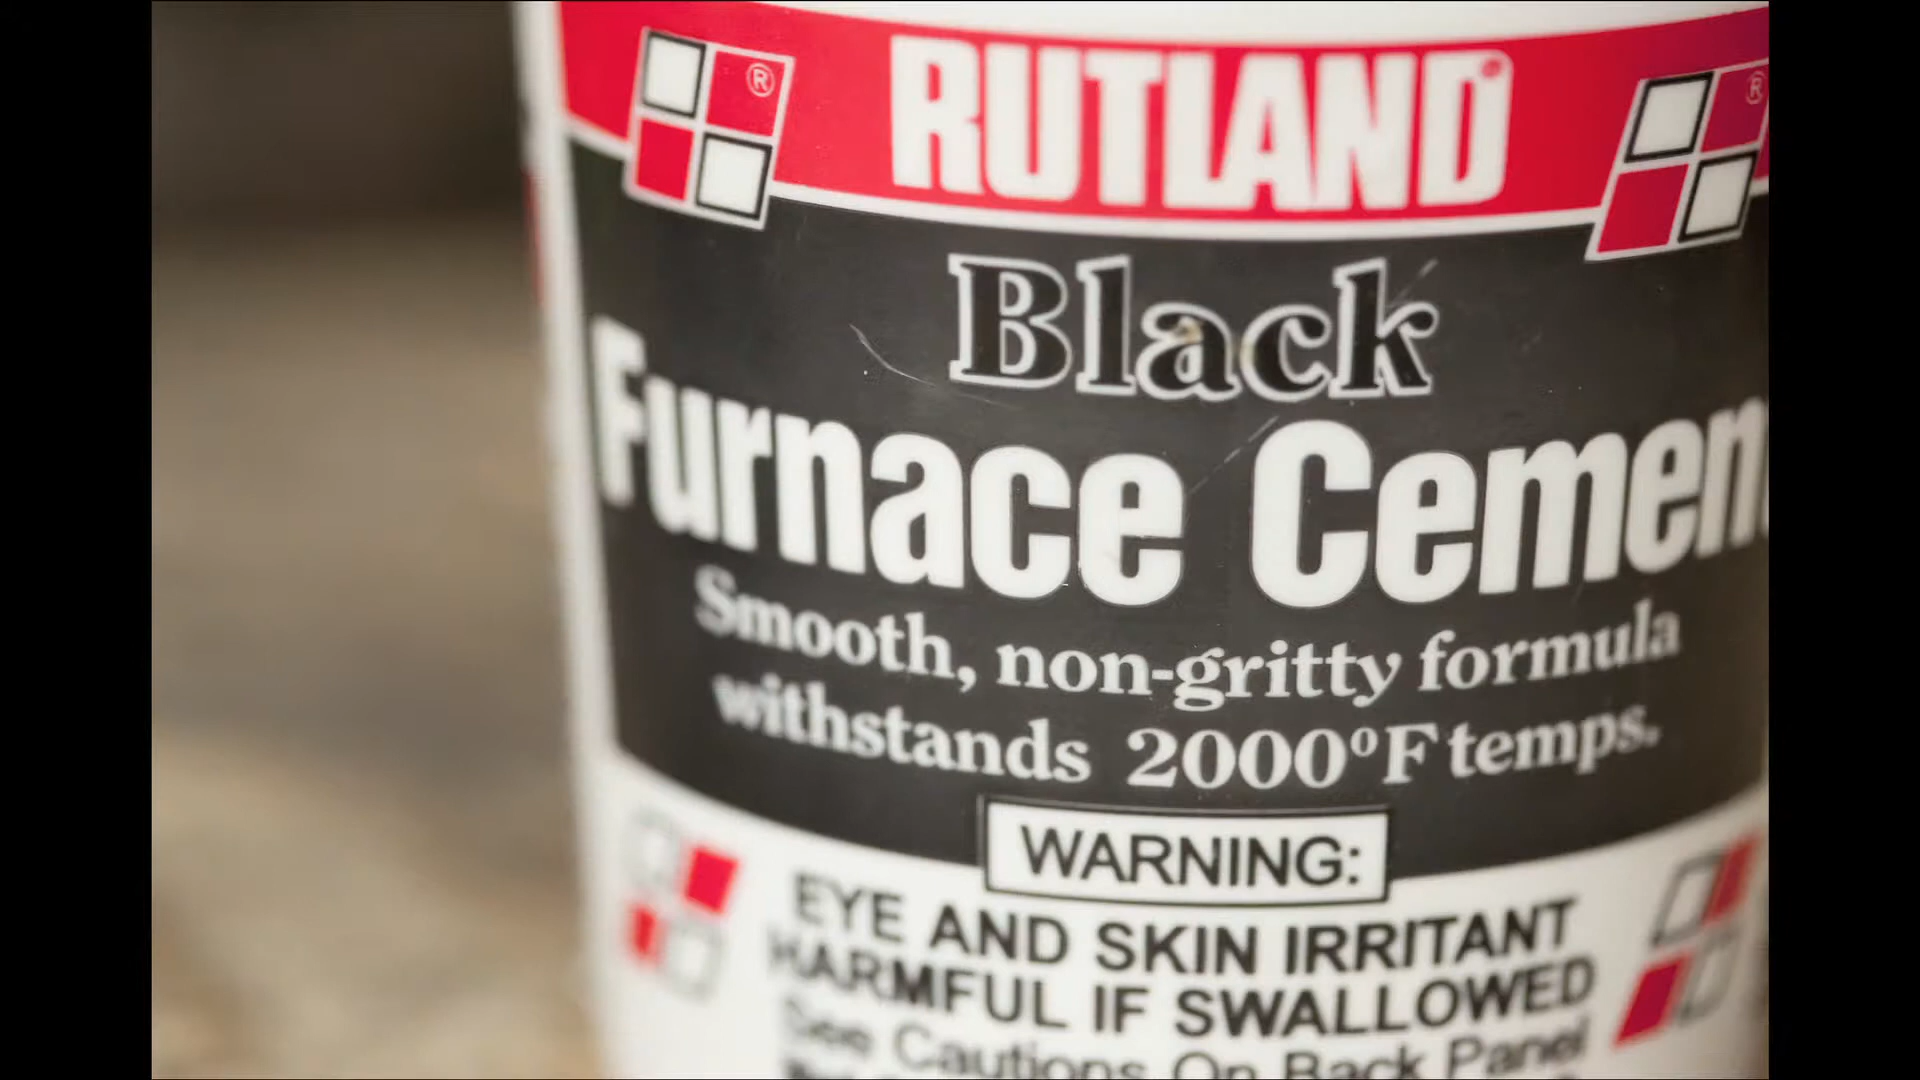 RUTLAND®
Black
Furnace Cemen
Smooth, non-gritty formula
withstands 2000°F temps.
WARNING:
EYE AND SKIN IRRITANT
HARMFUL IF SWALLOWED
See Cautions On Back Panel